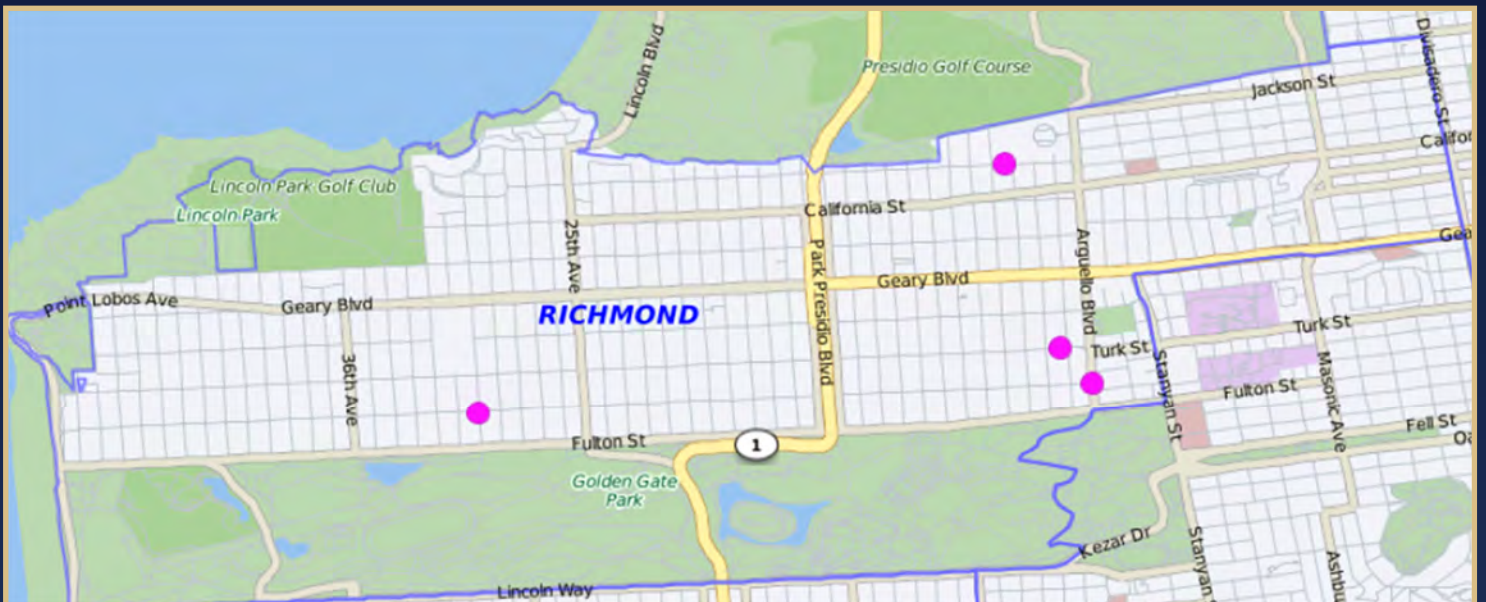 Lincoln Blvd
Presidio Golf Course
Divisadero St
Jackson St
Califor
Lincoln Park Golf Club
Lincoln Park
California St
25th Ave
Park Presidio Blvd
Arguello Blvd
Gea
Geary Blvd
Point Lobos Ave
Geary Blvd
RICHMOND
Turk St
Turk St
36th Ave
Stanyan St
Masonic Ave
Fulton St
Fulton St
1
Fell St
Oa
Golden Gate
Park
Kezar Dr
Stanyan
Ashbu
Lincoln Way